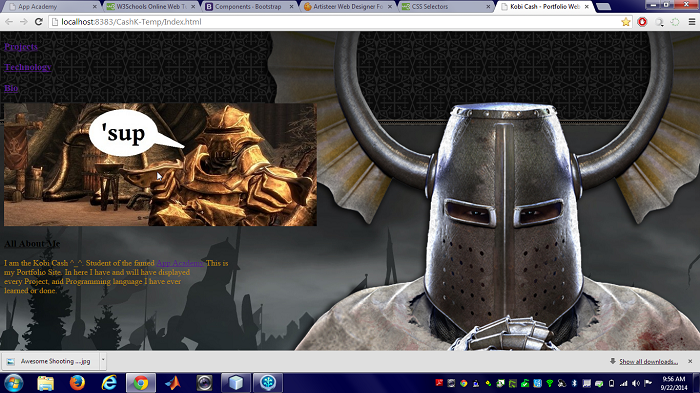 App Academy
W3Schools Online Web Tu
Components · Bootstrap
Artisteer Web Designer Fo
CSS Selectors
Kobi Cash - Portfolio Web
localhost:8383/CashK-Temp/Index.html
Projects
Technology
Bio
'sup
All About Me
I am the Kobi Cash ^_^. Student of the famed App Academy This is
my Portfolio Site. In here I have and will have displayed
every Project, and Programming language I have ever
learned or done.
Awesome Shooting ....jpg
Show all downloads...
9:56 AM
9/22/2014